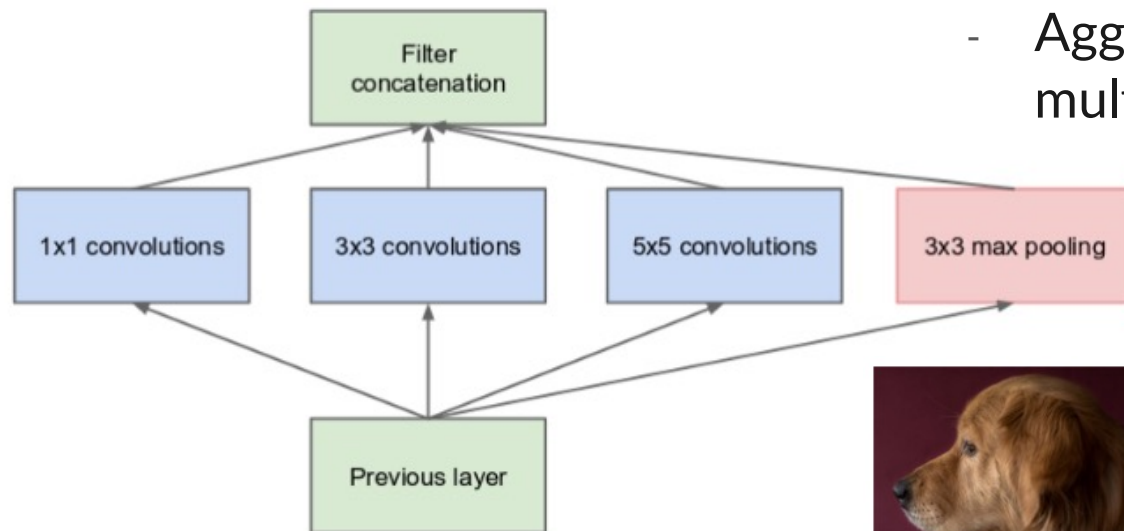 Filter
concatenation
1x1 convolutions
3x3 convolutions
5x5 convolutions
3x3 max pooling
Previous layer
-